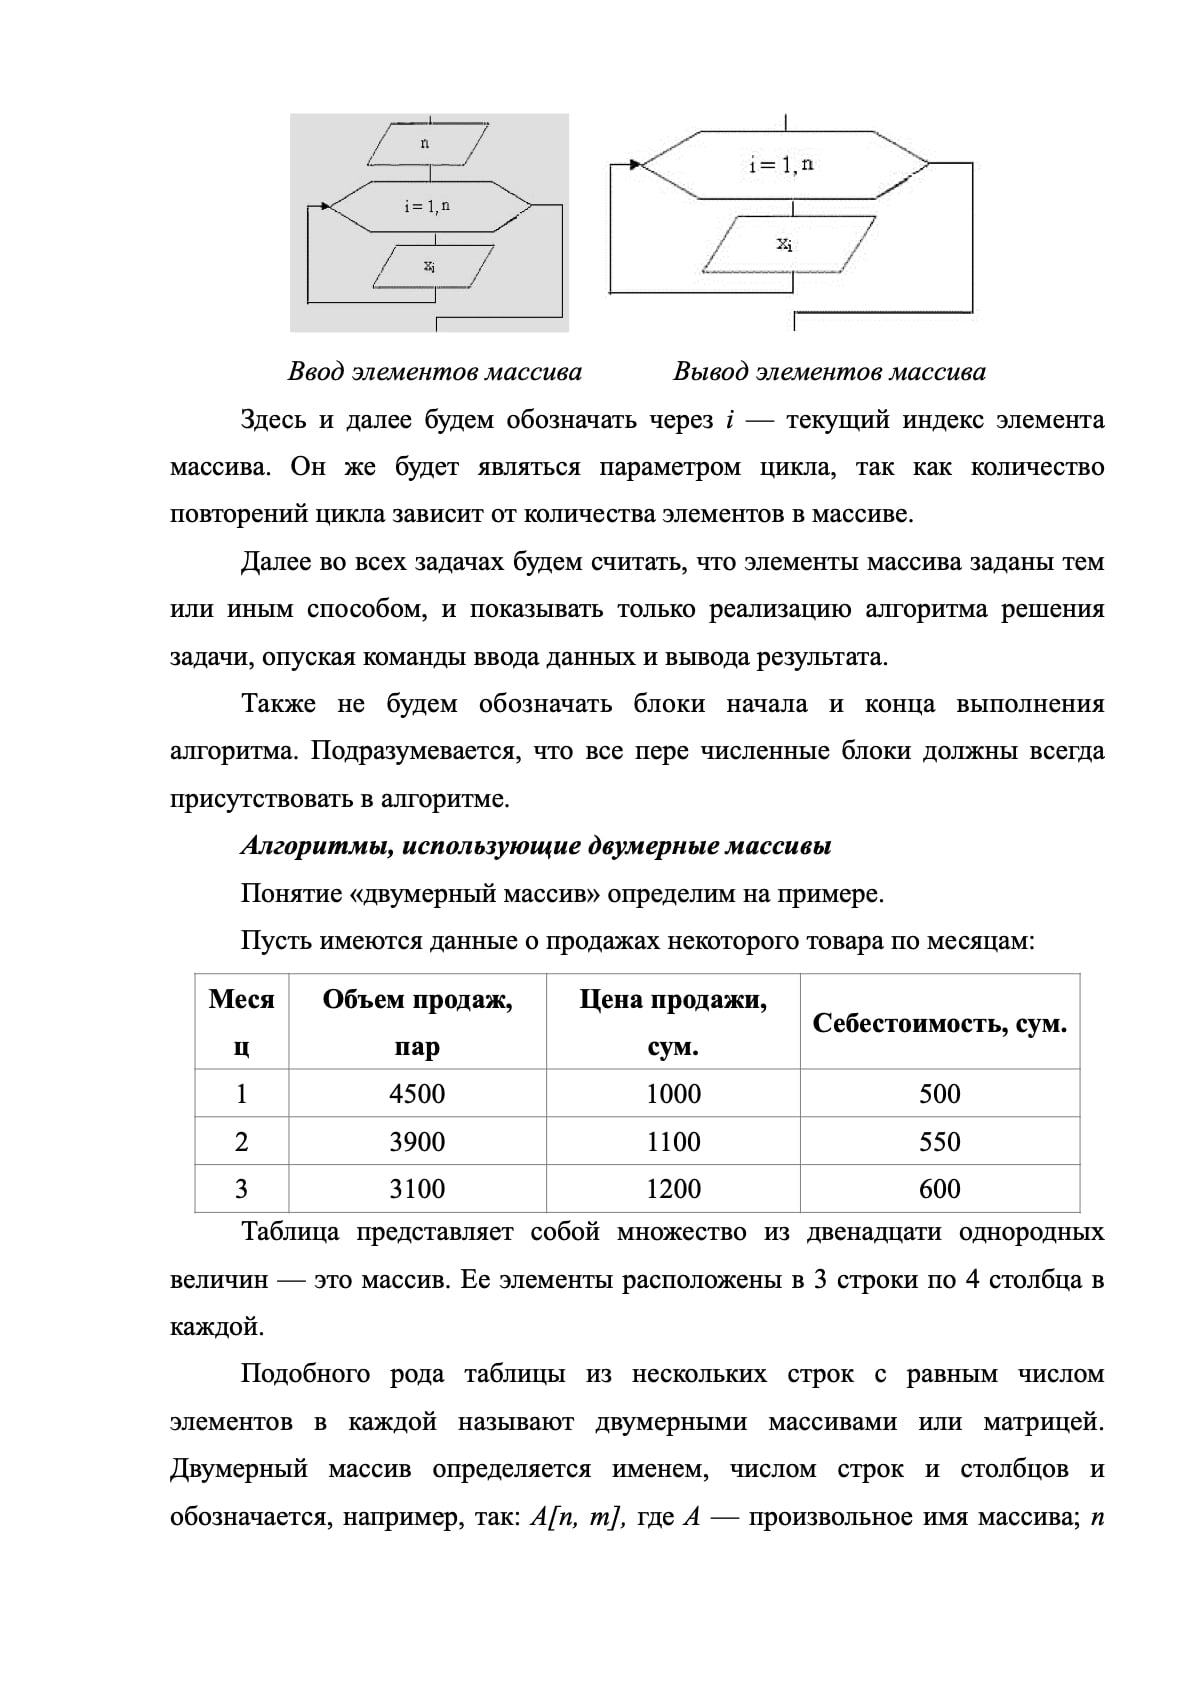 n
i = 1, n
xi
i = 1, n
xi
Ввод элементов массива
Вывод элементов массива
Здесь и далее будем обозначать через i — текущий индекс элемента
массива. Он же будет являться параметром цикла, так как количество
повторений цикла зависит от количества элементов в массиве.
Далее во всех задачах будем считать, что элементы массива заданы тем
или иным способом, и показывать только реализацию алгоритма решения
задачи, опуская команды ввода данных и вывода результата.
Также не будем обозначать блоки начала и конца выполнения
алгоритма. Подразумевается, что все пере численные блоки должны всегда
присутствовать в алгоритме.
Алгоритмы, использующие двумерные массивы
Понятие «двумерный массив» определим на примере.
Пусть имеются данные о продажах некоторого товара по месяцам:
Меся
ц
Объем продаж,
пар
Цена продажи,
сум.
Себестоимость, сум.
1 4500 1000 500
2 3900 1100 550
3 3100 1200 600
Таблица представляет собой множество из двенадцати однородных
величин — это массив. Ее элементы расположены в 3 строки по 4 столбца в
каждой.
Подобного рода таблицы из нескольких строк с равным числом
элементов в каждой называют двумерными массивами или матрицей.
Двумерный массив определяется именем, числом строк и столбцов и
обозначается, например, так: A[n, m], где A — произвольное имя массива; n